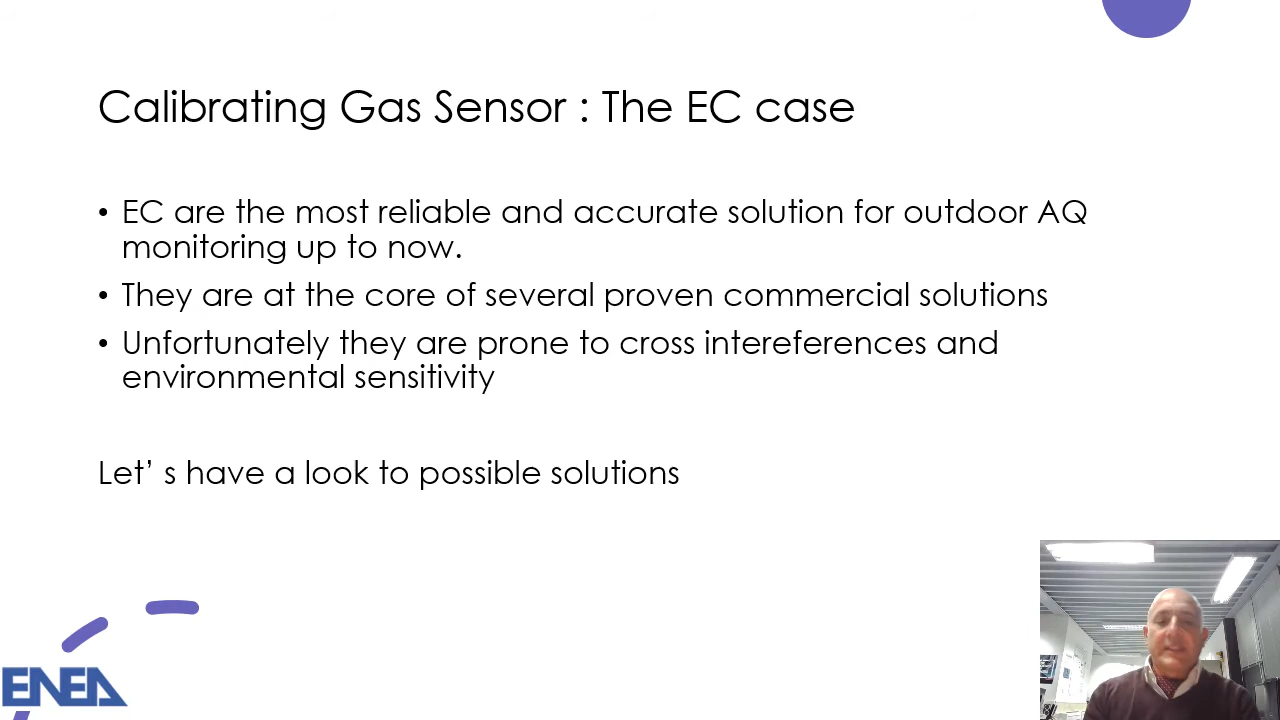 Calibrating Gas Sensor : The EC case
• EC are the most reliable and accurate solution for outdoor AQ
monitoring up to now.
• They are at the core of several proven commercial solutions
• Unfortunately they are prone to cross intereferences and
environmental sensitivity
Let’ s have a look to possible solutions
ENEA